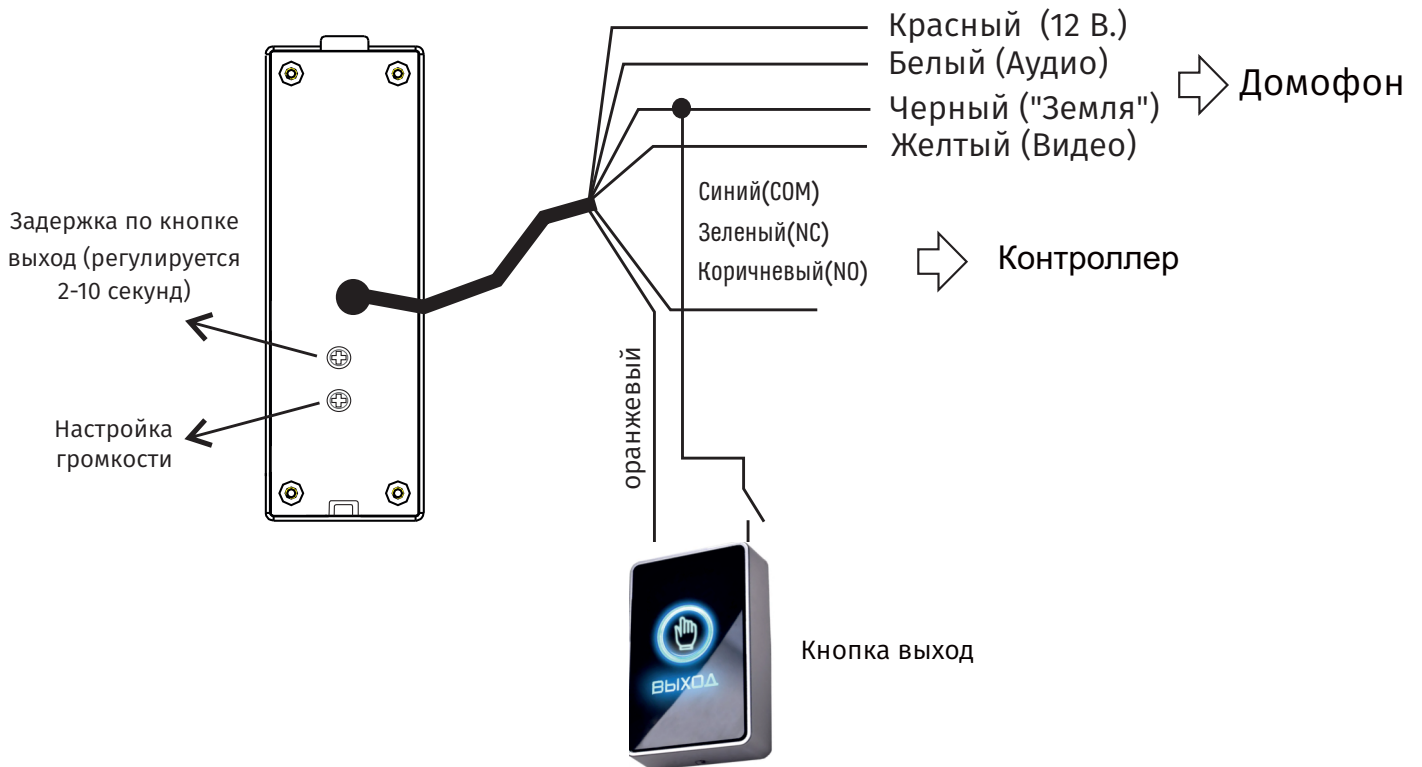 Красный (12 В.)
Белый (Аудио)
Черный ("Земля")
Желтый (Видео)
Домофон
Синий(COM)
Зеленый(NC)
Коричневый(NO)
Контроллер
Задержка по кнопке
выход (регулируется
2-10 секунд)
Настройка
громкости
оранжевый
ВЫХОД
Кнопка выход